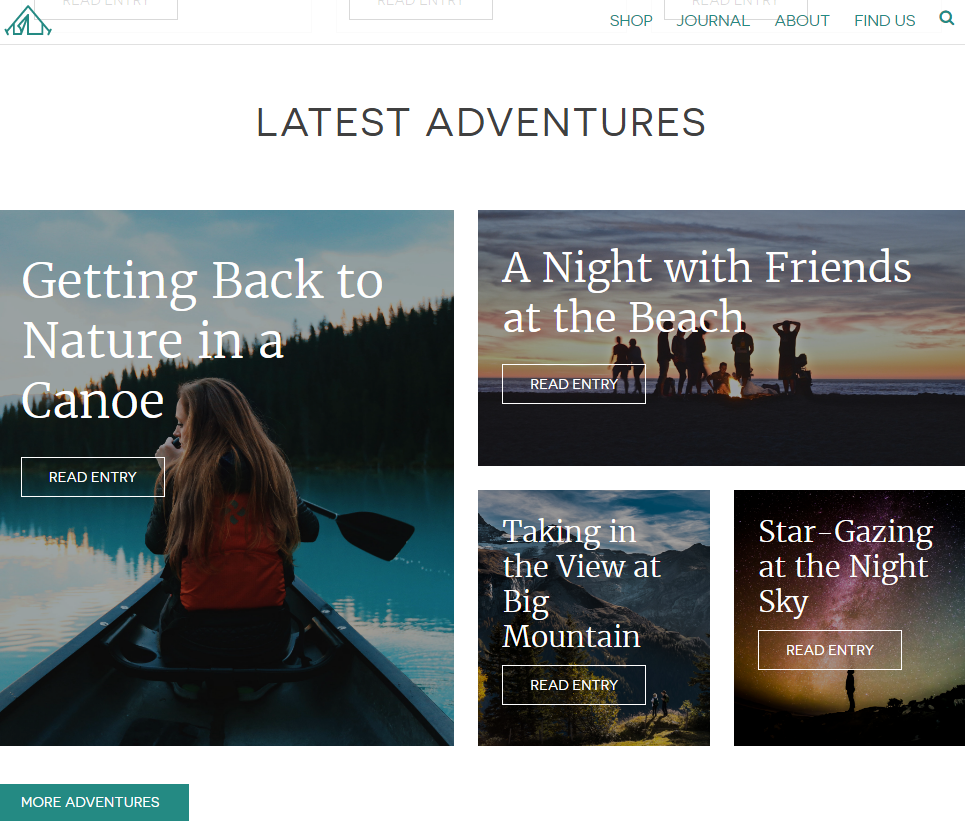 READ ENTRY READ ENTRY READ ENTRY
SHOP JOURNAL ABOUT FIND US
LATEST ADVENTURES
Getting Back to
Nature in a
Canoe
READ ENTRY
A Night with Friends
at the Beach
READ ENTRY
Taking in
the View at
Big
Mountain
READ ENTRY
Star-Gazing
at the Night
Sky
READ ENTRY
MORE ADVENTURES